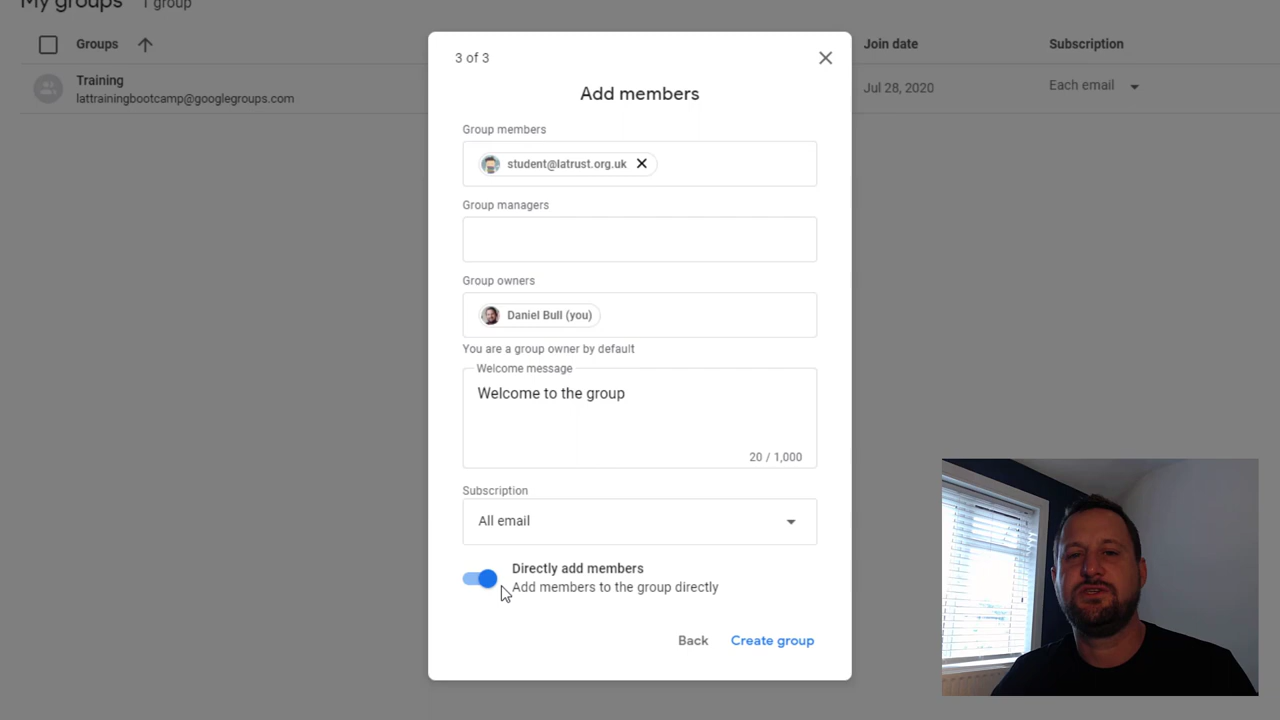 My groups 1 group
Groups
Join date
Subscription
Training
lattrainingbootcamp@googlegroups.com
Jul 28, 2020
Each email
3 of 3
Add members
Group members
student@latrust.org.uk
Group managers
Group owners
Daniel Bull (you)
You are a group owner by default
Welcome message
Welcome to the group
20 / 1,000
Subscription
All email
Directly add members
Add members to the group directly
Back
Create group